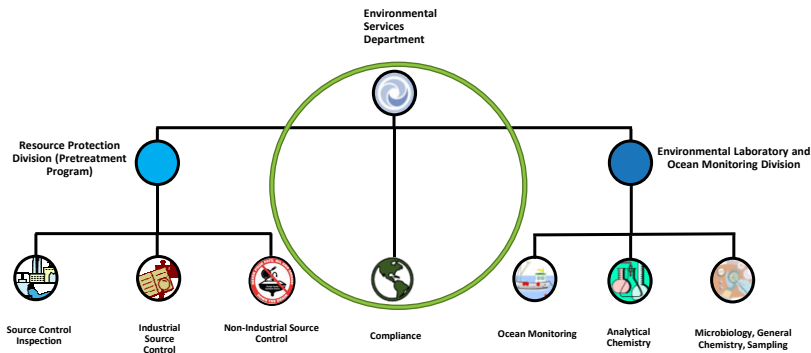 Environmental
Services
Department
Resource Protection
Division (Pretreatment
Program)
Environmental Laboratory and
Ocean Monitoring Division
Source Control
Inspection
Industrial
Source
Control
Non-Industrial Source
Control
Compliance
Ocean Monitoring
Analytical
Chemistry
Microbiology, General
Chemistry, Sampling